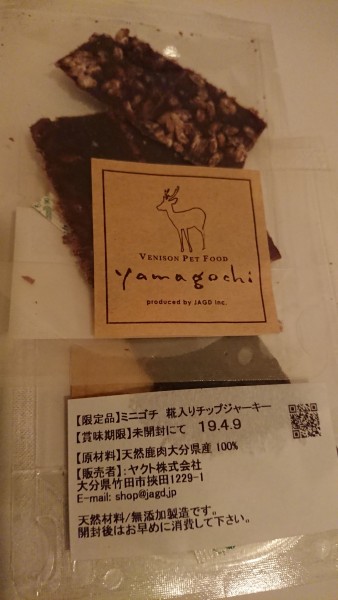 VENISON PET FOOD
yamagochi
produced by JAGD Inc.
【限定品】ミニゴチ 糀入りチップジャーキー
【賞味期限】未開封にて 19.4.9
【原材料】天然鹿肉大分県産 100%
【販売者】：ヤクト株式会社
大分県竹田市挾田1229-1
E-mail: shop@jagd.jp
天然材料/無添加製造です。
開封後はお早めに消費して下さい。